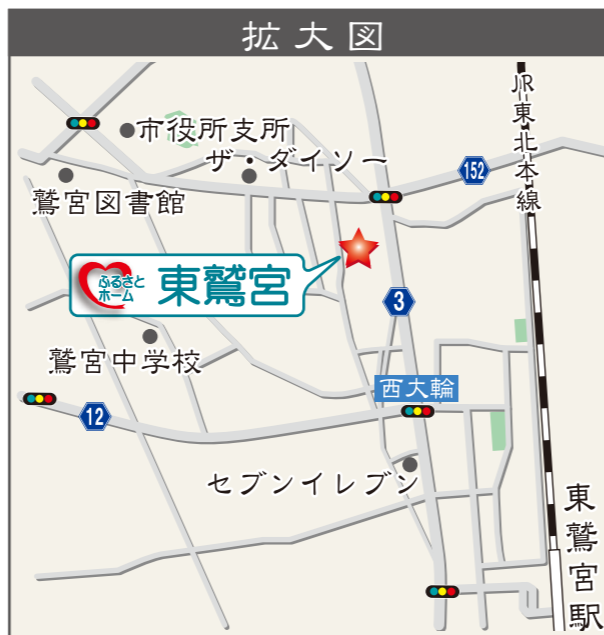 拡大図
市役所支所
ザ・ダイソー
鷲宮図書館
152
JR東北本線
ふるさと
ホーム
東鷲宮
3
鷲宮中学校
西大輪
12
セブンイレブン
東鷲宮駅